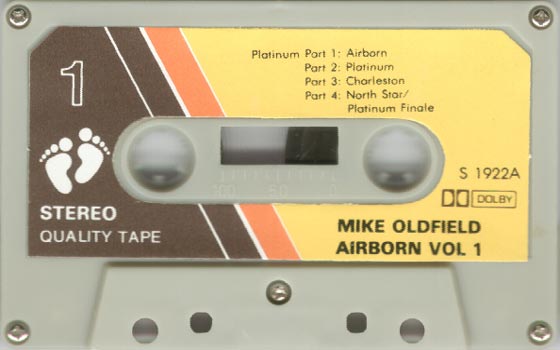 1
Platinum Part 1: Airborn
Part 2: Platinum
Part 3: Charleston
Part 4: North Star/
Platinum Finale
100 50 0
S 1922A
DOLBY
STEREO
QUALITY TAPE
MIKE OLDFIELD
AIRBORN VOL 1